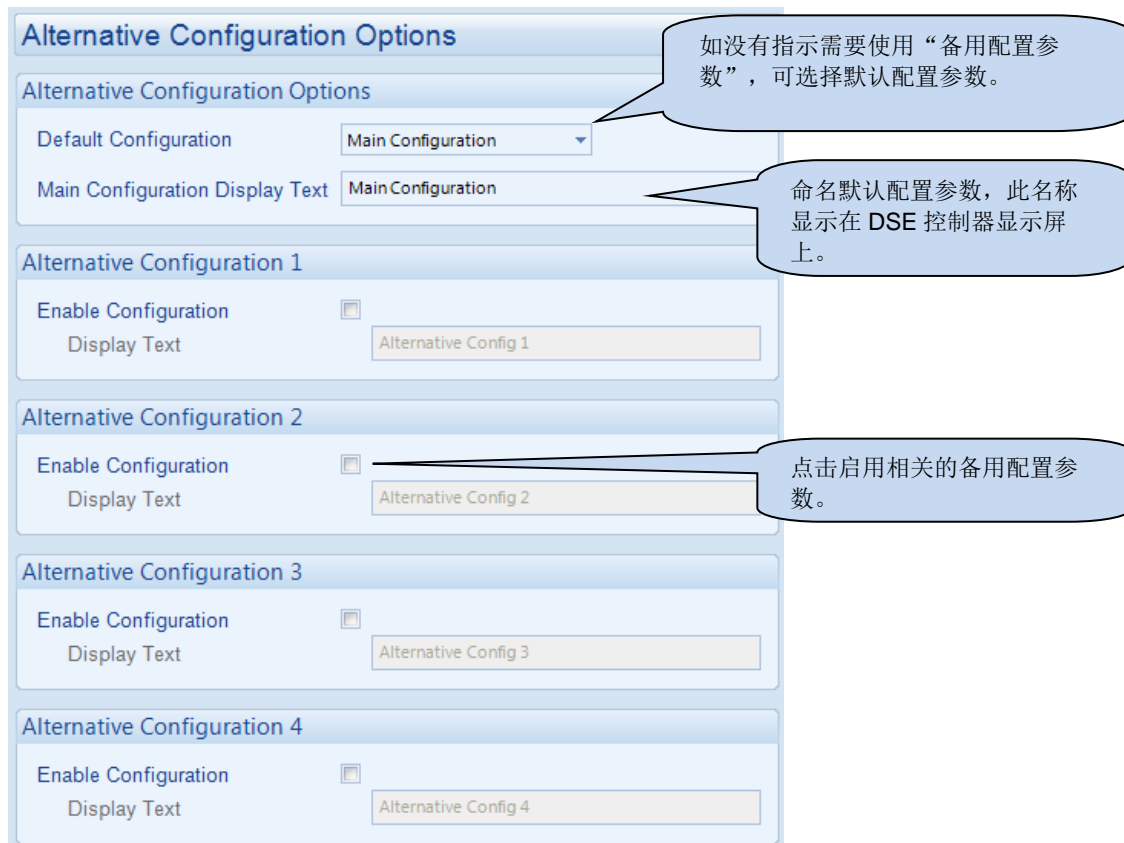 Alternative Configuration Options
如没有指示需要使用“备用配置参
数”，可选择默认配置参数。
Alternative Configuration Options
Default Configuration
Main Configuration
Main Configuration Display Text
Main Configuration
命名默认配置参数，此名称
显示在 DSE 控制器显示屏
上。
Alternative Configuration 1
Enable Configuration
Display Text
Alternative Config 1
Alternative Configuration 2
Enable Configuration
点击启用相关的备用配置参
数。
Display Text
Alternative Config 2
Alternative Configuration 3
Enable Configuration
Display Text
Alternative Config 3
Alternative Configuration 4
Enable Configuration
Display Text
Alternative Config 4